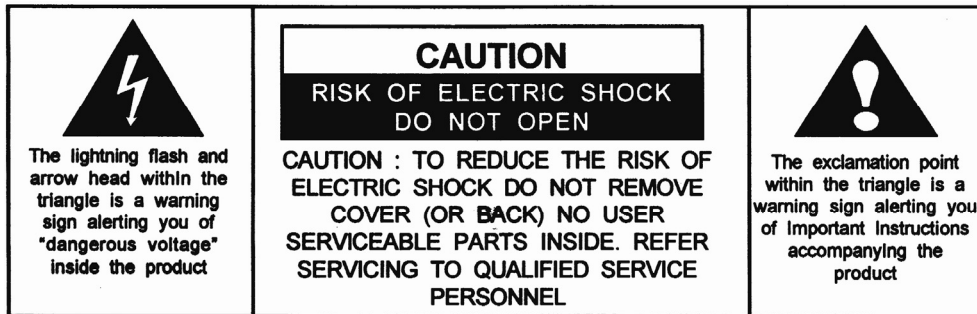 The lightning flash and
arrow head within the
triangle is a warning
sign alerting you of
"dangerous voltage"
inside the product
CAUTION
RISK OF ELECTRIC SHOCK
DO NOT OPEN
CAUTION : TO REDUCE THE RISK OF
ELECTRIC SHOCK DO NOT REMOVE
COVER (OR BACK) NO USER
SERVICEABLE PARTS INSIDE. REFER
SERVICING TO QUALIFIED SERVICE
PERSONNEL
The exclamation point
within the triangle is a
warning sign alerting you
of Important Instructions
accompanying the
product